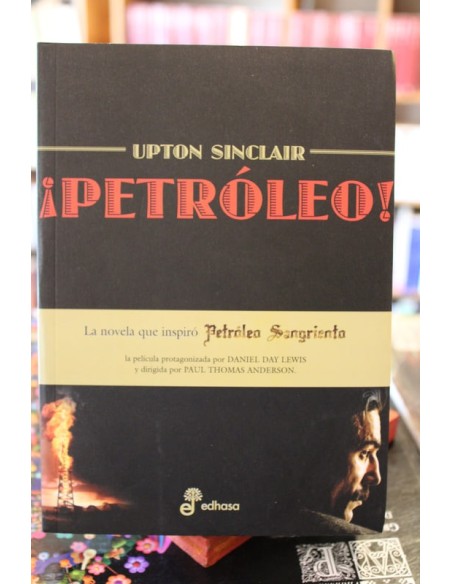 UPTON SINCLAIR
¡PETRÓLEO!
La novela que inspiró Petróleo Sangriento
la película protagonizada por DANIEL DAY LEWIS
y dirigida por PAUL THOMAS ANDERSON.
edhasa